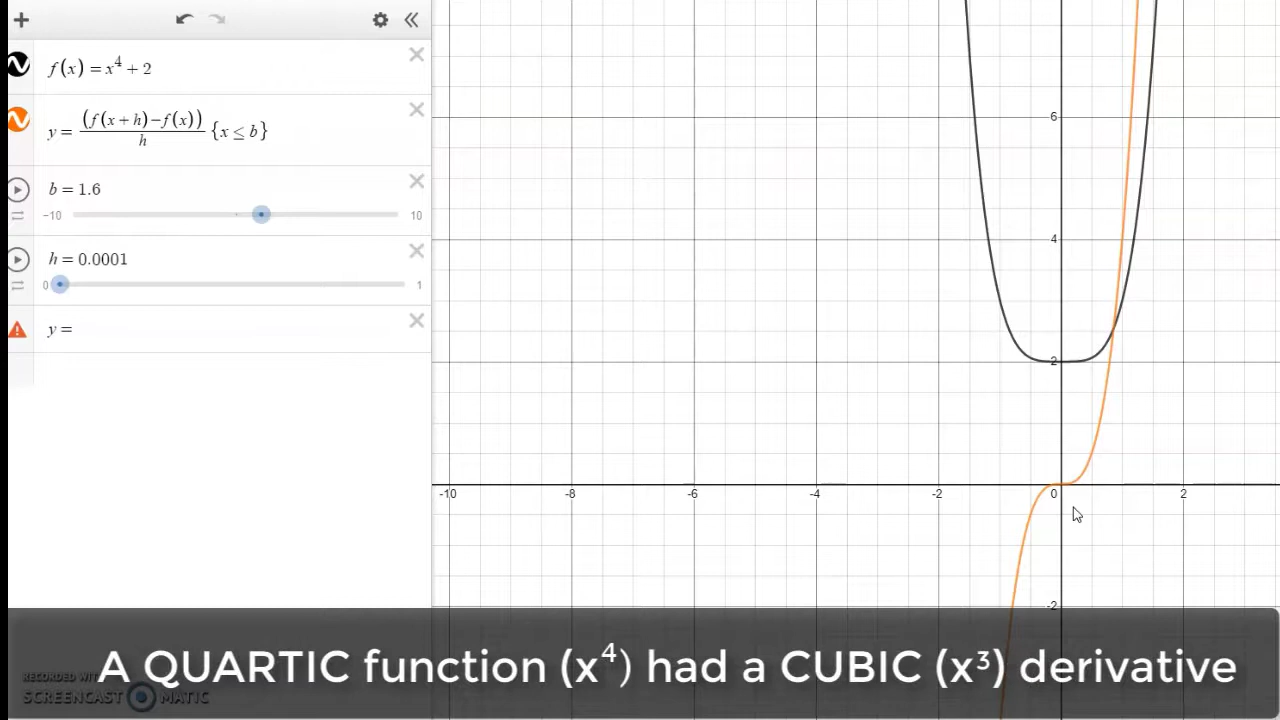 f(x) = x⁴ + 2
y = (f(x+h)−f(x))/h {x ≤ b}
b = 1.6
−10
10
h = 0.0001
0
1
y =
6
4
2
-10
-8
-6
-4
-2
0
2
-2
A QUARTIC function (x⁴) had a CUBIC (x³) derivative
RECORDED WITH
SCREENCAST MATIC